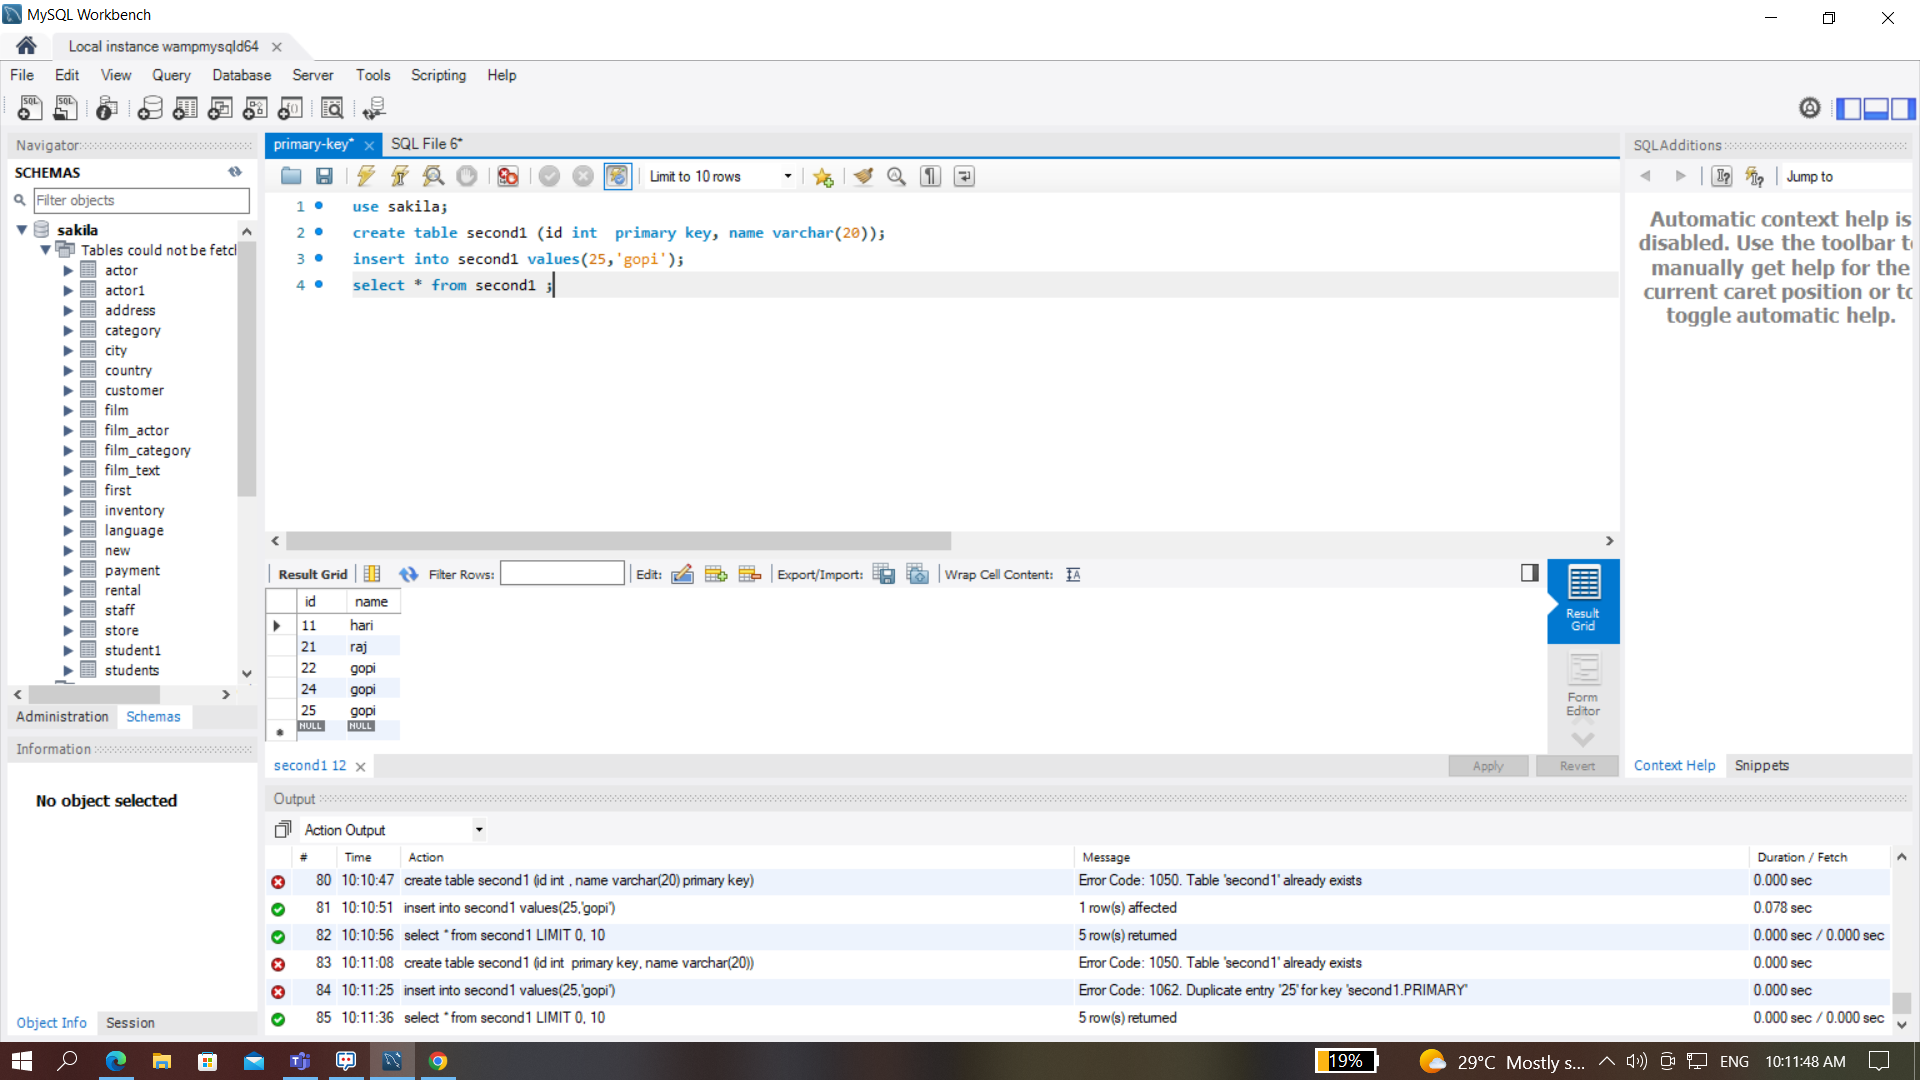 MySQL Workbench
Local instance wampmysqld64
File Edit View Query Database Server Tools Scripting Help
Navigator
SCHEMAS
Filter objects
sakila
Tables could not be fetcl
actor
actor1
address
category
city
country
customer
film
film_actor
film_category
film_text
first
inventory
language
new
payment
rental
staff
store
student1
students
Administration Schemas
Information
No object selected
Object Info Session
primary-key* SQL File 6*
Limit to 10 rows
1 use sakila;
2 create table second1 (id int  primary key, name varchar(20));
3 insert into second1 values(25,'gopi');
4 select * from second1 ;
Result Grid Filter Rows: Edit: Export/Import: Wrap Cell Content:
id name
11 hari
21 raj
22 gopi
24 gopi
25 gopi
NULL NULL
Result
Grid
Form
Editor
second1 12
Apply Revert
SQLAdditions
Jump to
Automatic context help is
disabled. Use the toolbar to
manually get help for the
current caret position or to
toggle automatic help.
Context Help Snippets
Output
Action Output
# Time Action Message Duration / Fetch
80 10:10:47 create table second1 (id int , name varchar(20) primary key) Error Code: 1050. Table 'second1' already exists 0.000 sec
81 10:10:51 insert into second1 values(25,'gopi') 1 row(s) affected 0.078 sec
82 10:10:56 select * from second1 LIMIT 0, 10 5 row(s) returned 0.000 sec / 0.000 sec
83 10:11:08 create table second1 (id int  primary key, name varchar(20)) Error Code: 1050. Table 'second1' already exists 0.000 sec
84 10:11:25 insert into second1 values(25,'gopi') Error Code: 1062. Duplicate entry '25' for key 'second1.PRIMARY' 0.000 sec
85 10:11:36 select * from second1 LIMIT 0, 10 5 row(s) returned 0.000 sec / 0.000 sec
19% 29°C Mostly s... ENG 10:11:48 AM